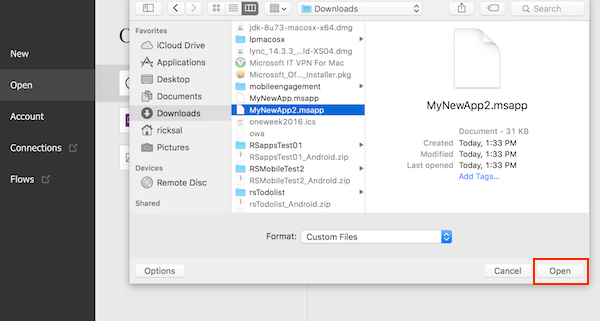 Downloads
Search
New
Open
Account
Connections
Flows
Favorites
iCloud Drive
Applications
Desktop
Documents
Downloads
ricksal
Pictures
Devices
Remote Disc
Shared
jdk-8u73-macosx-x64.dmg
lpmacosx
lync_14.3.3_...ld-XS04.dmg
Microsoft IT VPN For Mac
Microsoft_Of..._Installer.pkg
mobileengagement
MyNewApp.msapp
MyNewApp2.msapp
oneweek2016.ics
owa
RSappsTest01
RSappsTest01_Android.zip
RSMobileTest2
RSMobileTest2_Android.zip
rsTodolist
rsTodolist_Android.zip
MyNewApp2.msapp
Document - 31 KB
Created Today, 1:33 PM
Modified Today, 1:33 PM
Last opened Today, 1:33 PM
Add Tags...
Format: Custom Files
Options
Cancel
Open